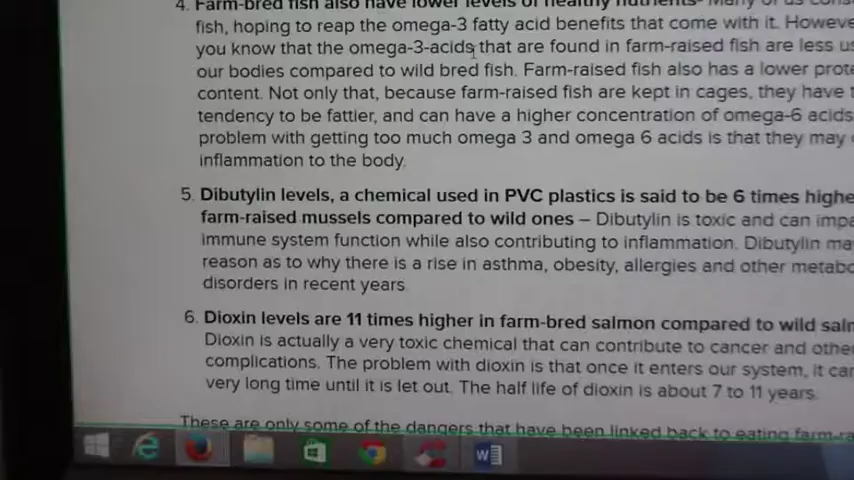 4. Farm-bred fish also have lower levels of healthy nutrients- Many of us
fish, hoping to reap the omega-3 fatty acid benefits that come with it.
you know that the omega-3-acids that are found in farm-raised fish are less
our bodies compared to wild bred fish. Farm-raised fish also has a lower
content. Not only that, because farm-raised fish are kept in cages, they have
tendency to be fattier, and can have a higher concentration of omega-6 acids
problem with getting too much omega 3 and omega 6 acids is that they may
inflammation to the body.
5. Dibutylin levels, a chemical used in PVC plastics is said to be 6 times
farm-raised mussels compared to wild ones – Dibutylin is toxic and can
immune system function while also contributing to inflammation. Dibutylin
reason as to why there is a rise in asthma, obesity, allergies and other
disorders in recent years.
6. Dioxin levels are 11 times higher in farm-bred salmon compared to wild
Dioxin is actually a very toxic chemical that can contribute to cancer and other
complications. The problem with dioxin is that once it enters our system, it can
very long time until it is let out. The half life of dioxin is about 7 to 11 years.
These are only some of the dangers that have been linked back to eating